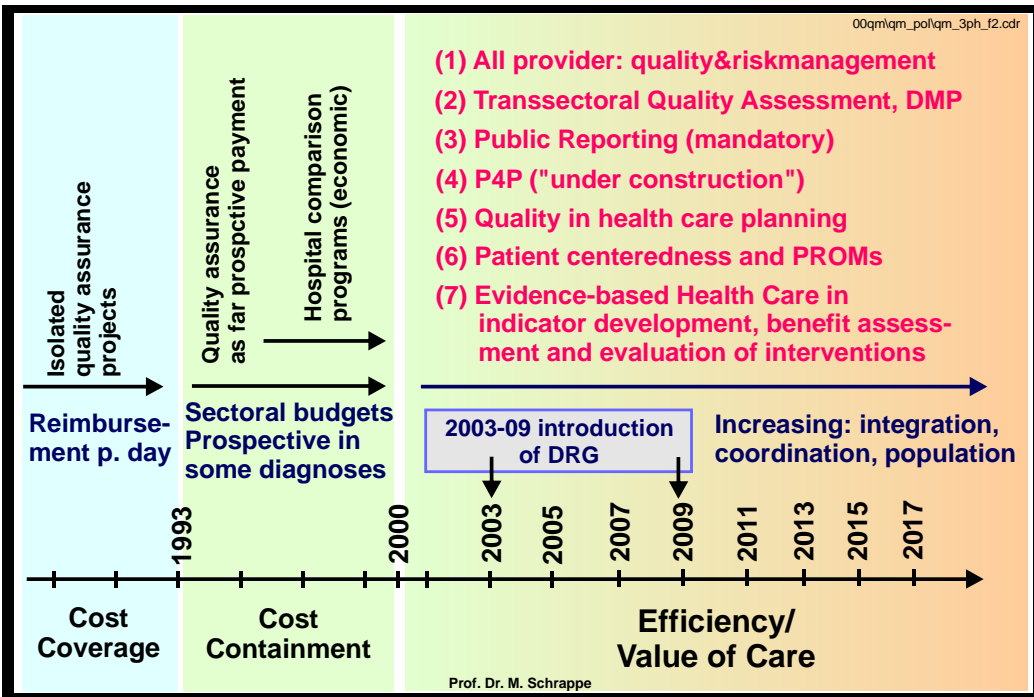 00qm\qm_pol\qm_3ph_f2.cdr
(1) All provider: quality&riskmanagement
(2) Transsectoral Quality Assessment, DMP
(3) Public Reporting (mandatory)
(4) P4P ("under construction")
(5) Quality in health care planning
(6) Patient centeredness and PROMs
(7) Evidence-based Health Care in
indicator development, benefit assess-
ment and evaluation of interventions
Isolated
quality assurance
projects
Quality assurance
as far prospctive payment
Hospital comparison
programs (economic)
Reimburse-
ment p. day
Sectoral budgets
Prospective in
some diagnoses
2003-09 introduction
of DRG
Increasing: integration,
coordination, population
1993
2000
2003
2005
2007
2009
2011
2013
2015
2017
Cost
Coverage
Cost
Containment
Efficiency/
Value of Care
Prof. Dr. M. Schrappe